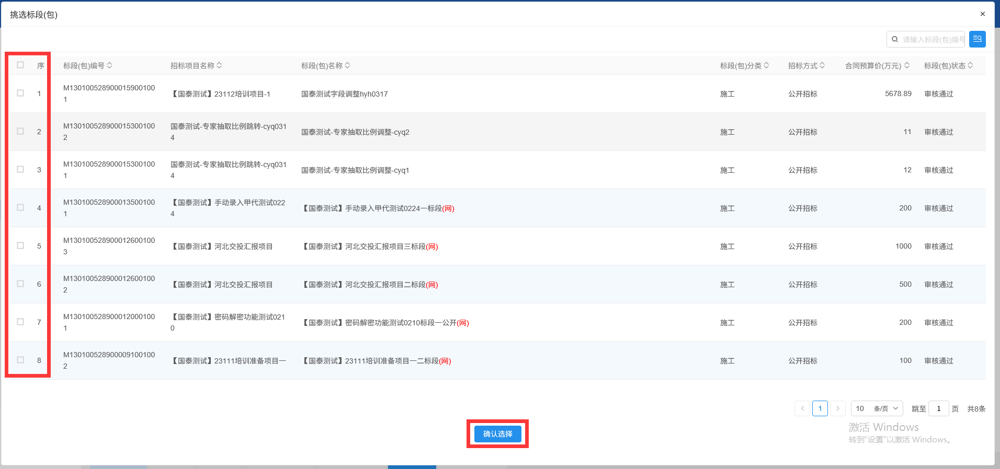 挑选标段(包)
请输入标段(包)编号
序 标段(包)编号 招标项目名称 标段(包)名称 标段(包)分类 招标方式 合同预算价(万元) 标段(包)状态
1 M130100528900015900100 【国泰测试】23112培训项目-1 国泰测试字段调整hyh0317 施工 公开招标 5678.89 审核通过
1
2 M130100528900015300100 国泰测试-专家抽取比例跳转-cyq031 国泰测试-专家抽取比例调整-cyq2 施工 公开招标 11 审核通过
2 4
3 M130100528900015300100 国泰测试-专家抽取比例跳转-cyq031 国泰测试-专家抽取比例调整-cyq1 施工 公开招标 12 审核通过
1 4
4 M130100528900013500100 【国泰测试】手动录入甲代测试022 【国泰测试】手动录入甲代测试0224一标段(网) 施工 公开招标 200 审核通过
1 4
5 M130100528900012600100 【国泰测试】河北交投汇报项目 【国泰测试】河北交投汇报项目三标段(网) 施工 公开招标 1000 审核通过
3
6 M130100528900012600100 【国泰测试】河北交投汇报项目 【国泰测试】河北交投汇报项目二标段(网) 施工 公开招标 500 审核通过
2
7 M130100528900012000100 【国泰测试】密码解密功能测试021 【国泰测试】密码解密功能测试0210标段一公开(网) 施工 公开招标 200 审核通过
1 0
8 M130100528900009100100 【国泰测试】23111培训准备项目一 【国泰测试】23111培训准备项目一二标段(网) 施工 公开招标 100 审核通过
2
1 10 条/页 跳至 1 页 共8条
确认选择
激活 Windows
转到"设置"以激活 Windows。